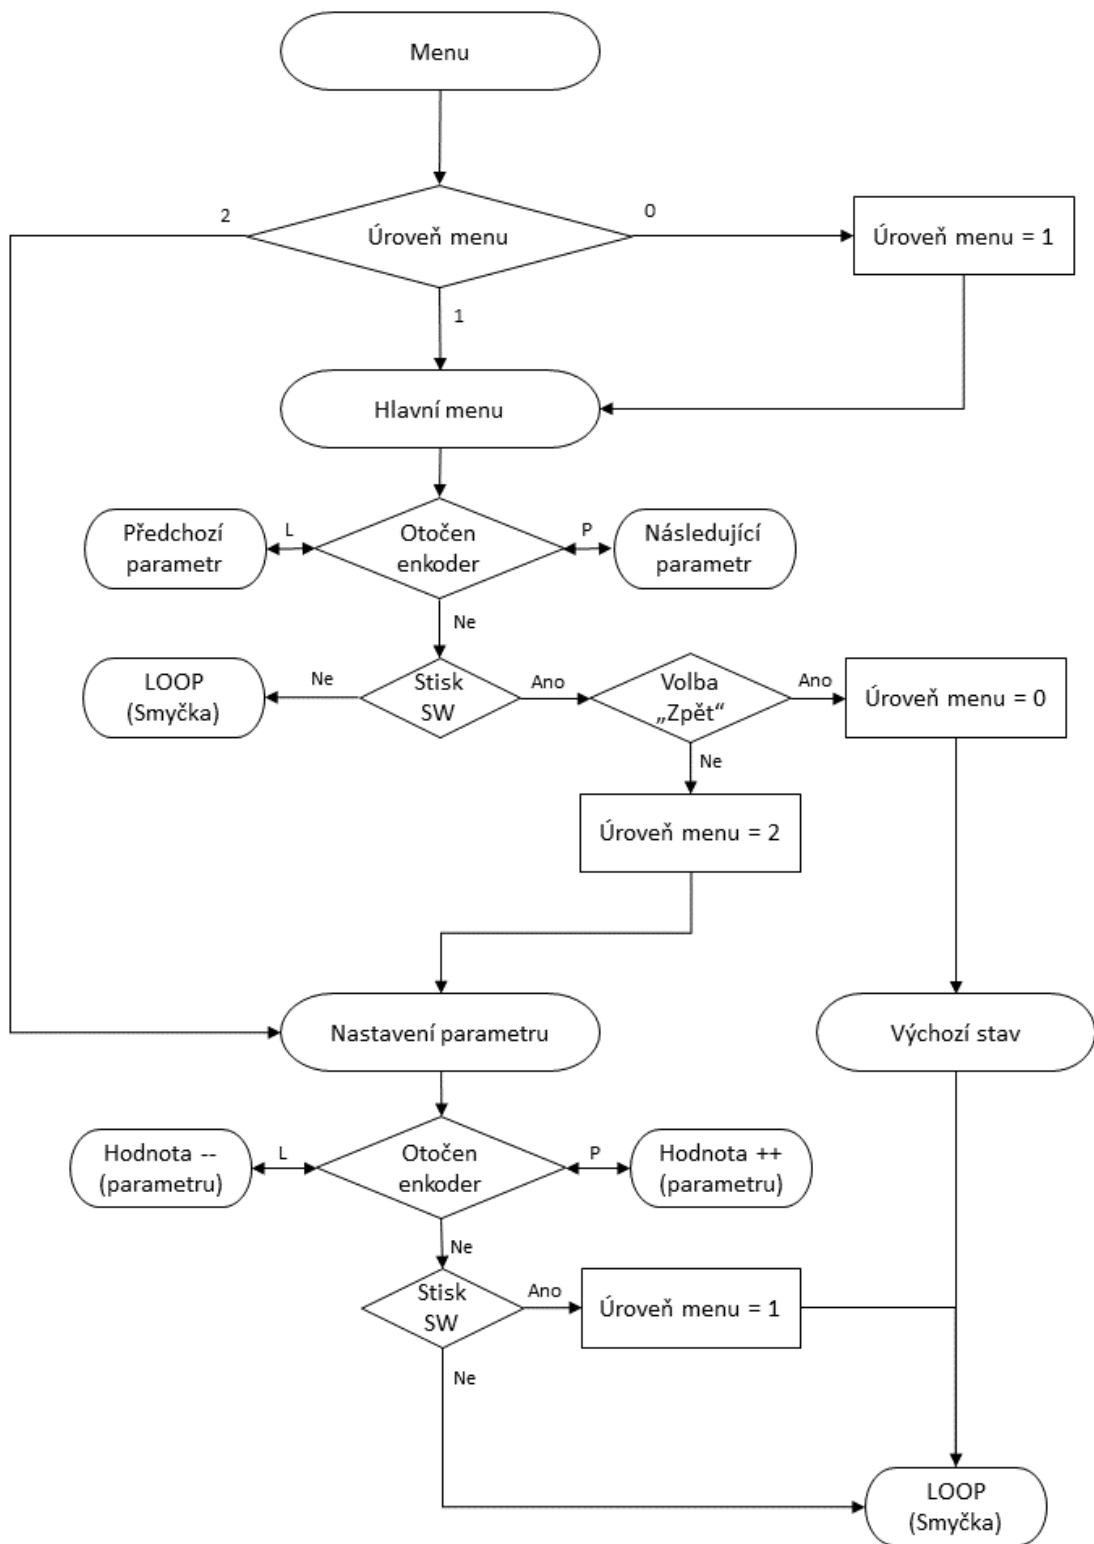 Menu
2
Úroveň menu
0
Úroveň menu = 1
1
Hlavní menu
Předchozí
parametr
L
Otočen
enkoder
P
Následující
parametr
Ne
LOOP
(Smyčka)
Ne
Stisk
SW
Ano
Volba
„Zpět“
Ano
Úroveň menu = 0
Ne
Úroveň menu = 2
Nastavení parametru
Výchozí stav
Hodnota --
(parametru)
L
Otočen
enkoder
P
Hodnota ++
(parametru)
Ne
Stisk
SW
Ano
Úroveň menu = 1
Ne
LOOP
(Smyčka)